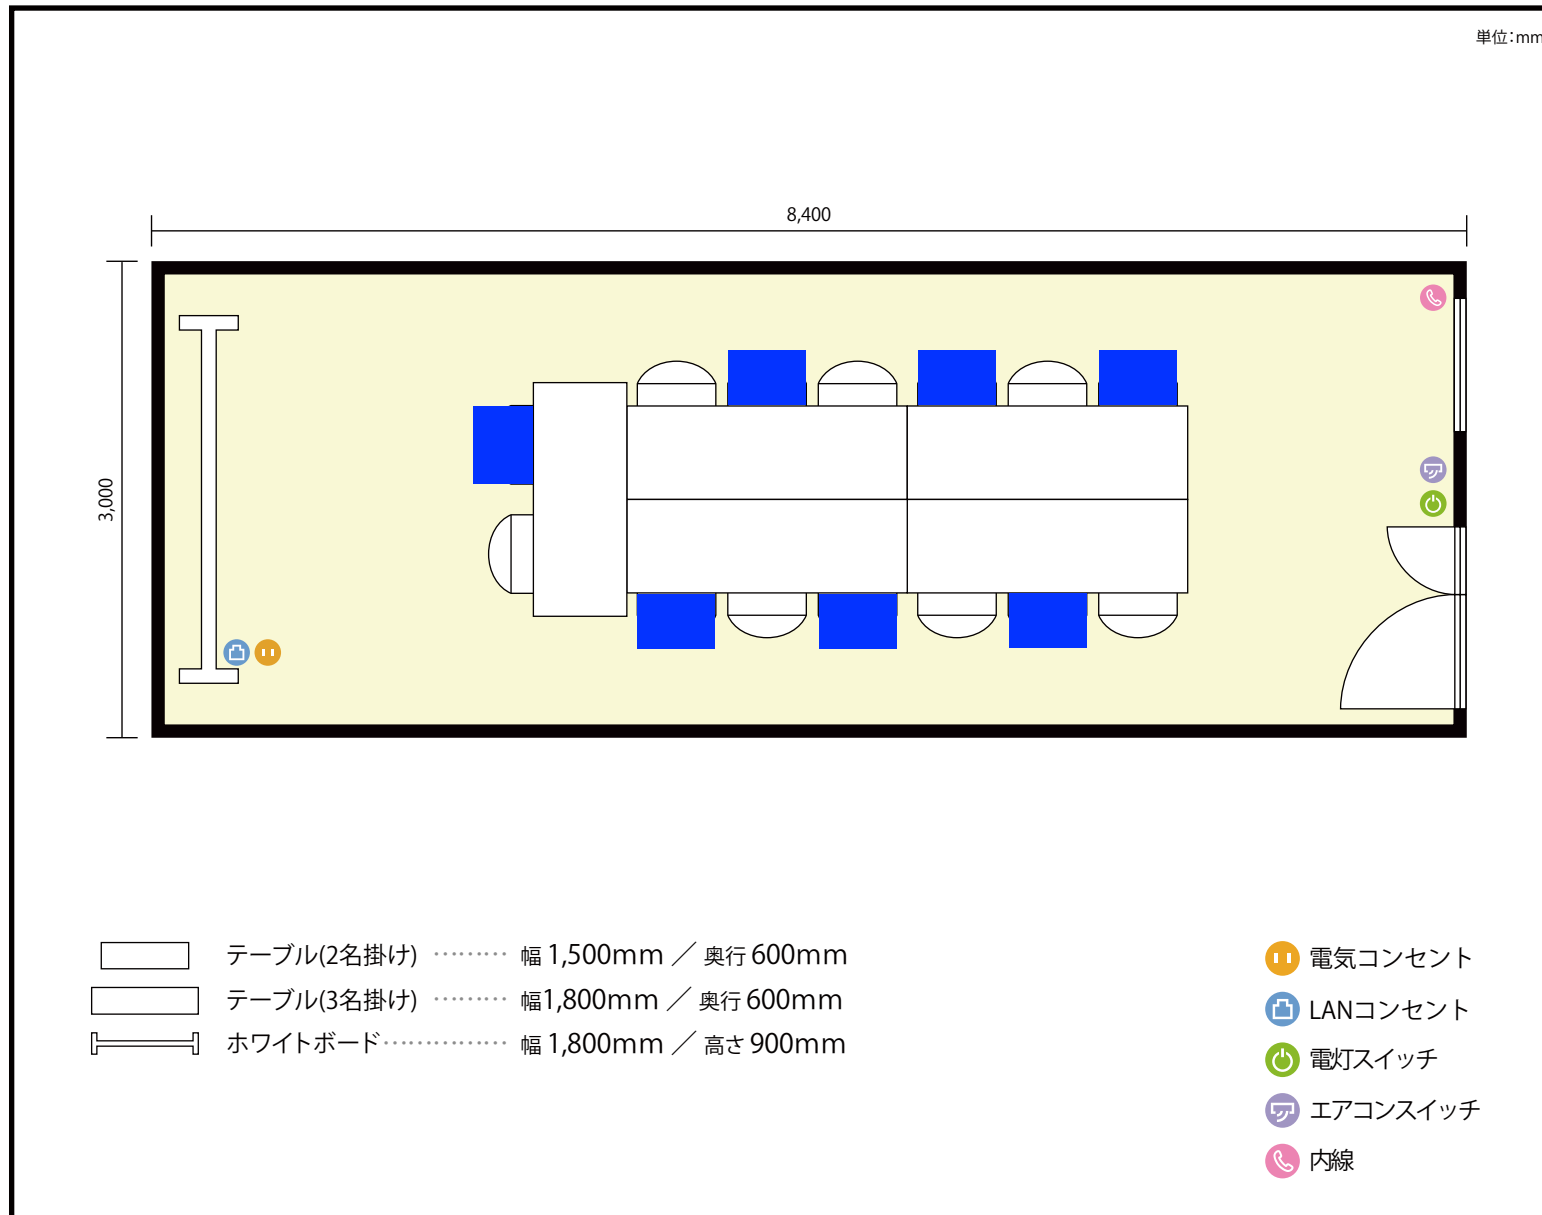 単位：mm
8,400
3,000
テーブル(2名掛け) ········· 幅 1,500mm ／ 奥行 600mm
テーブル(3名掛け) ········· 幅1,800mm ／ 奥行 600mm
ホワイトボード··············· 幅 1,800mm ／ 高さ 900mm
電気コンセント
LANコンセント
電灯スイッチ
エアコンスイッチ
内線